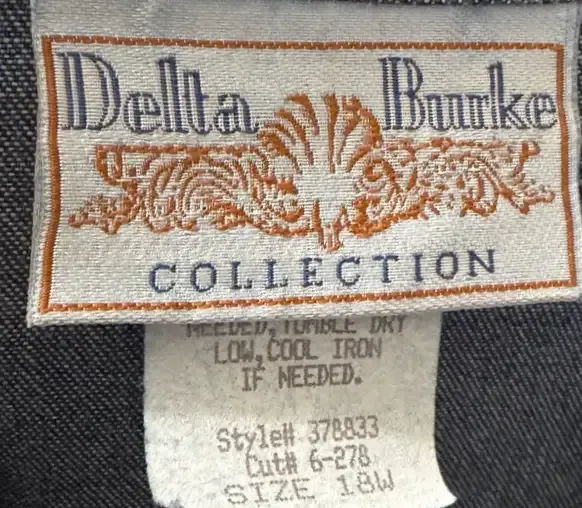 Delta Burke
COLLECTION
NEEDED, TUMBLE DRY
LOW, COOL IRON
IF NEEDED.
Style# 378833
Cut# 6-278
SIZE 18W